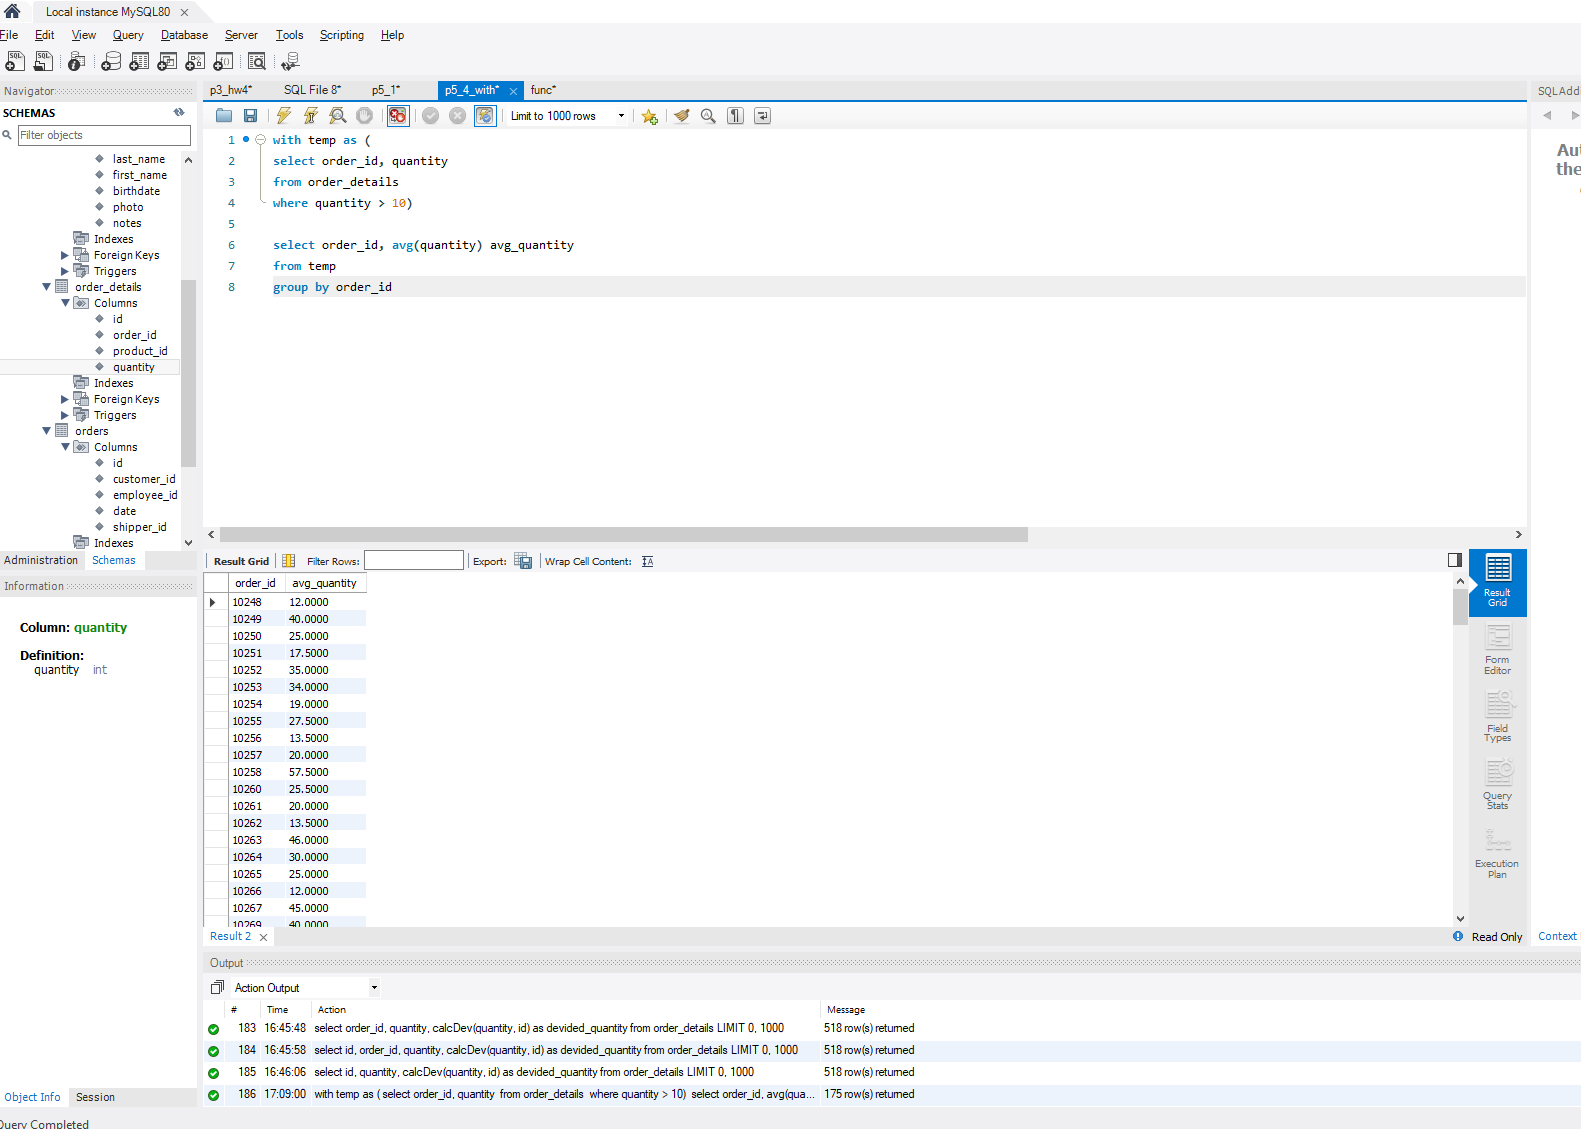 Local instance MySQL80
File Edit View Query Database Server Tools Scripting Help
Navigator
SCHEMAS
Filter objects
last_name
first_name
birthdate
photo
notes
Indexes
Foreign Keys
Triggers
order_details
Columns
id
order_id
product_id
quantity
Indexes
Foreign Keys
Triggers
orders
Columns
id
customer_id
employee_id
date
shipper_id
Indexes
Administration Schemas
Information
Column: quantity
Definition:
quantity int
Object Info Session
Query Completed
p3_hw4* SQL File 8* p5_1* p5_4_with* func*
Limit to 1000 rows
1 with temp as (
2 select order_id, quantity
3 from order_details
4 where quantity > 10)
5
6 select order_id, avg(quantity) avg_quantity
7 from temp
8 group by order_id
Result Grid Filter Rows: Export: Wrap Cell Content:
order_id avg_quantity
10248 12.0000
10249 40.0000
10250 25.0000
10251 17.5000
10252 35.0000
10253 34.0000
10254 19.0000
10255 27.5000
10256 13.5000
10257 20.0000
10258 57.5000
10260 25.5000
10261 20.0000
10262 13.5000
10263 46.0000
10264 30.0000
10265 25.0000
10266 12.0000
10267 45.0000
10269 40.0000
Result
Grid
Form
Editor
Field
Types
Query
Stats
Execution
Plan
Result 2
Read Only
Output
Action Output
# Time Action Message
183 16:45:48 select order_id, quantity, calcDev(quantity, id) as devided_quantity from order_details LIMIT 0, 1000 518 row(s) returned
184 16:45:58 select id, order_id, quantity, calcDev(quantity, id) as devided_quantity from order_details LIMIT 0, 1000 518 row(s) returned
185 16:46:06 select id, quantity, calcDev(quantity, id) as devided_quantity from order_details LIMIT 0, 1000 518 row(s) returned
186 17:09:00 with temp as ( select order_id, quantity from order_details where quantity > 10) select order_id, avg(qua... 175 row(s) returned
SQLAdd
Aut
the
Context